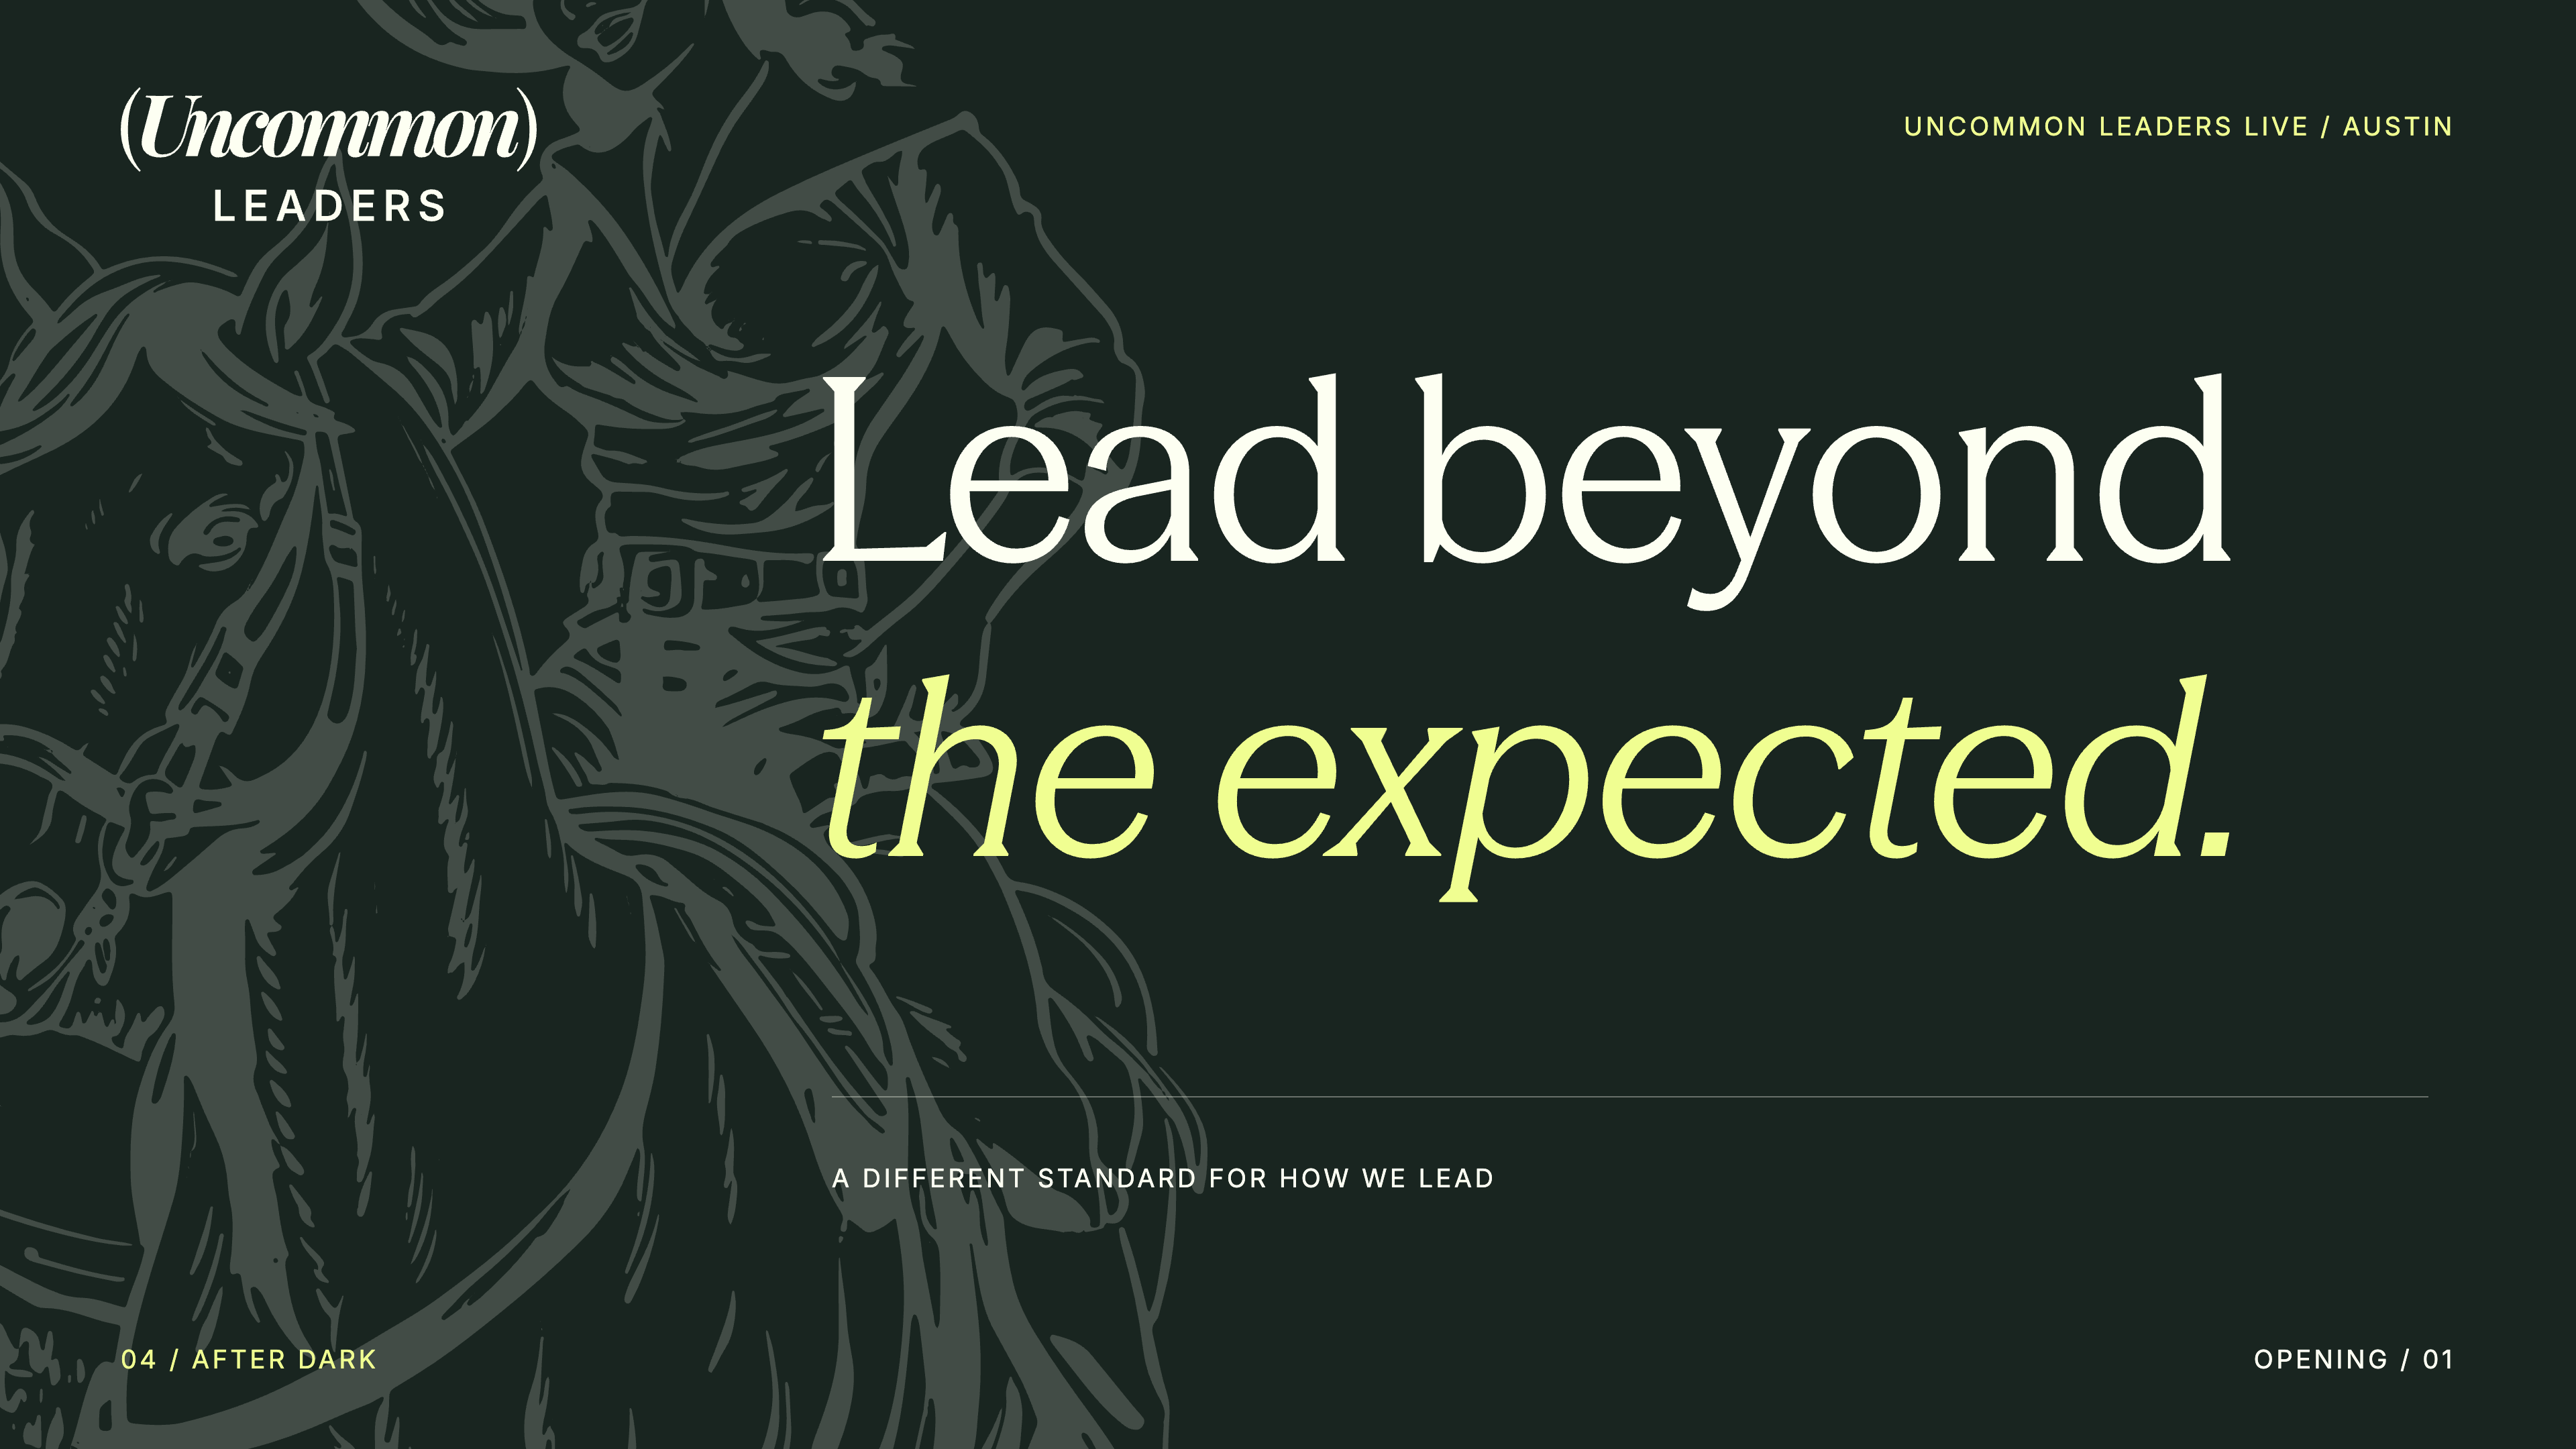 (Uncommon)
LEADERS
UNCOMMON LEADERS LIVE / AUSTIN
Lead beyond
the expected.
A DIFFERENT STANDARD FOR HOW WE LEAD
04 / AFTER DARK
OPENING / 01